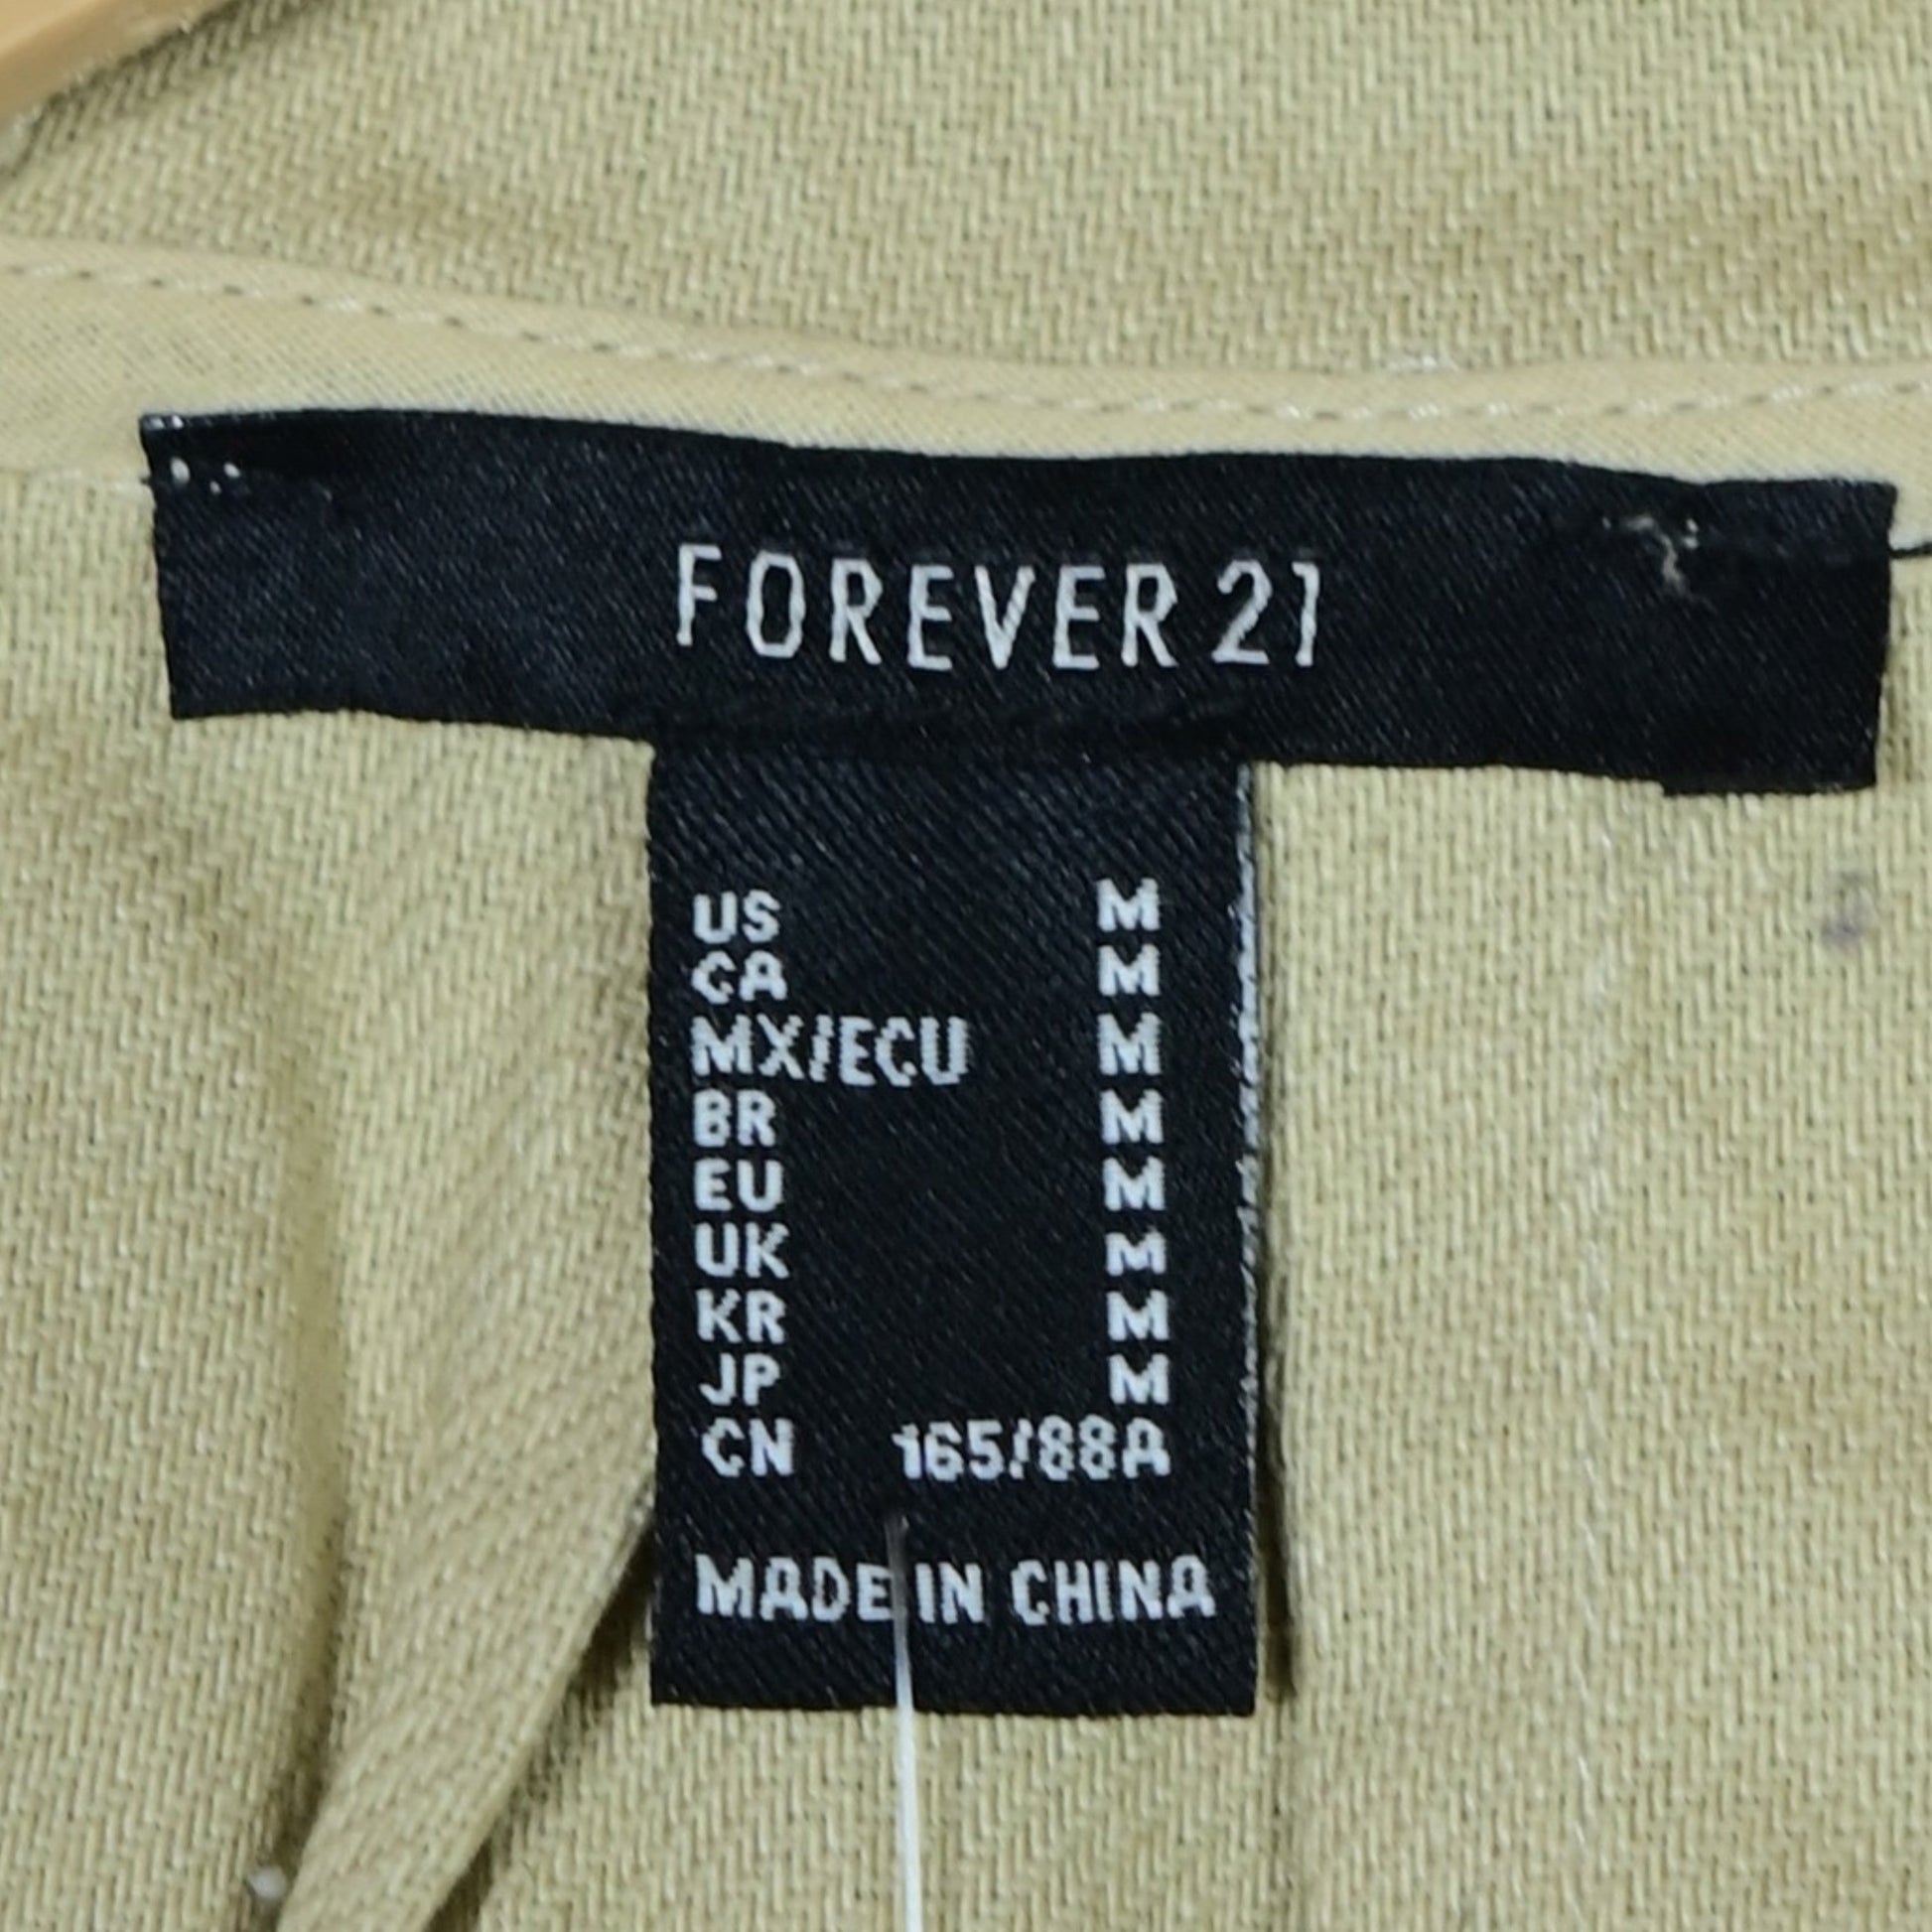 FOREVER 21
US M
CA M
MX/ECU M
BR M
EU M
UK M
KR M
JP M
CN 165/88A
MADE IN CHINA